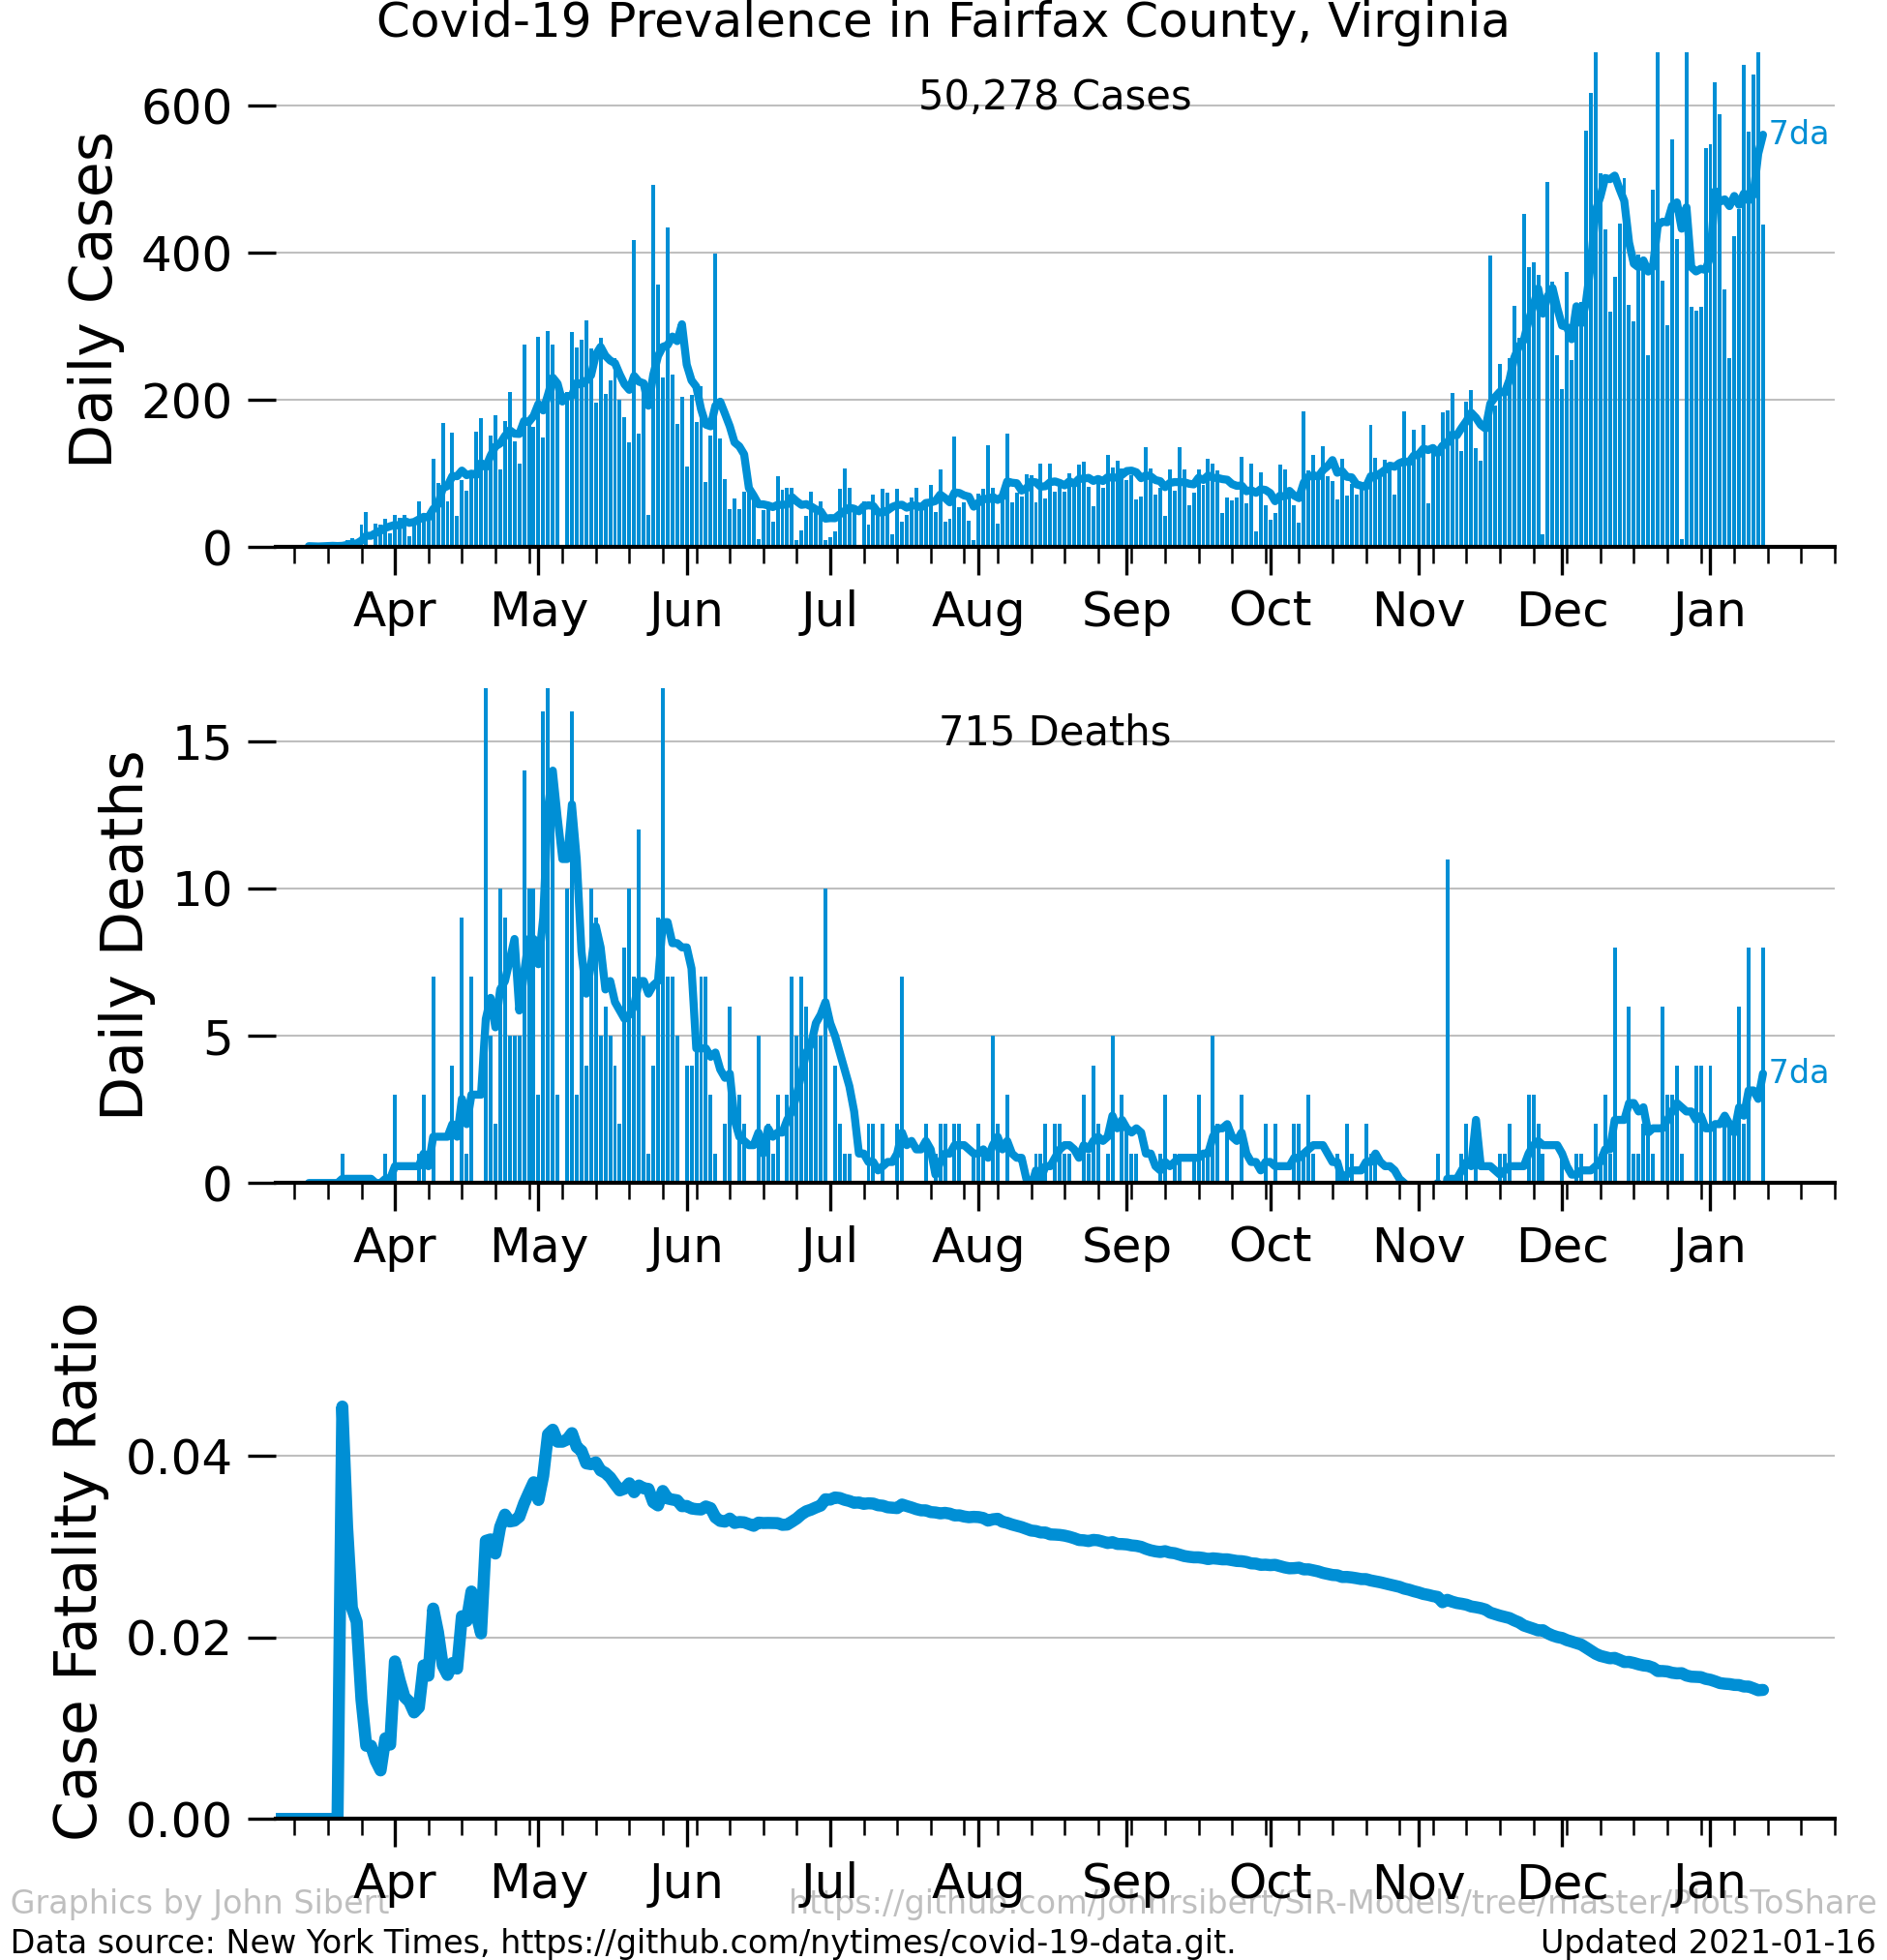 Covid-19 Prevalence in Fairfax County, Virginia
50,278 Cases
Daily Cases
600
400
200
0
7da
Apr May Jun Jul Aug Sep Oct Nov Dec Jan
715 Deaths
Daily Deaths
15
10
5
0
7da
Apr May Jun Jul Aug Sep Oct Nov Dec Jan
Case Fatality Ratio
0.04
0.02
0.00
Apr May Jun Jul Aug Sep Oct Nov Dec Jan
Graphics by John Sibert https://github.com/johnrsibert/SIR-Models/tree/master/PlotsToShare
Data source: New York Times, https://github.com/nytimes/covid-19-data.git. Updated 2021-01-16